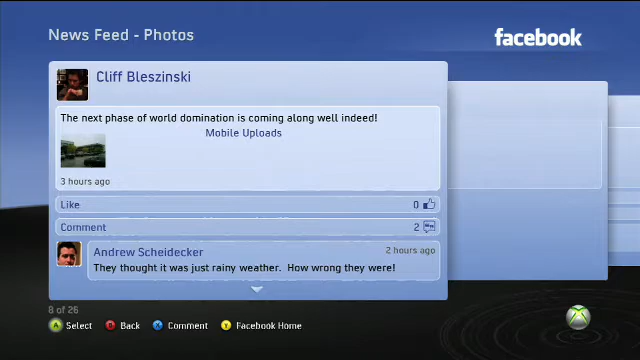 News Feed - Photos
facebook
Cliff Bleszinski
The next phase of world domination is coming along well indeed!
Mobile Uploads
3 hours ago
Like 0
Comment 2
Andrew Scheidecker 2 hours ago
They thought it was just rainy weather. How wrong they were!
8 of 26
A Select B Back X Comment Y Facebook Home